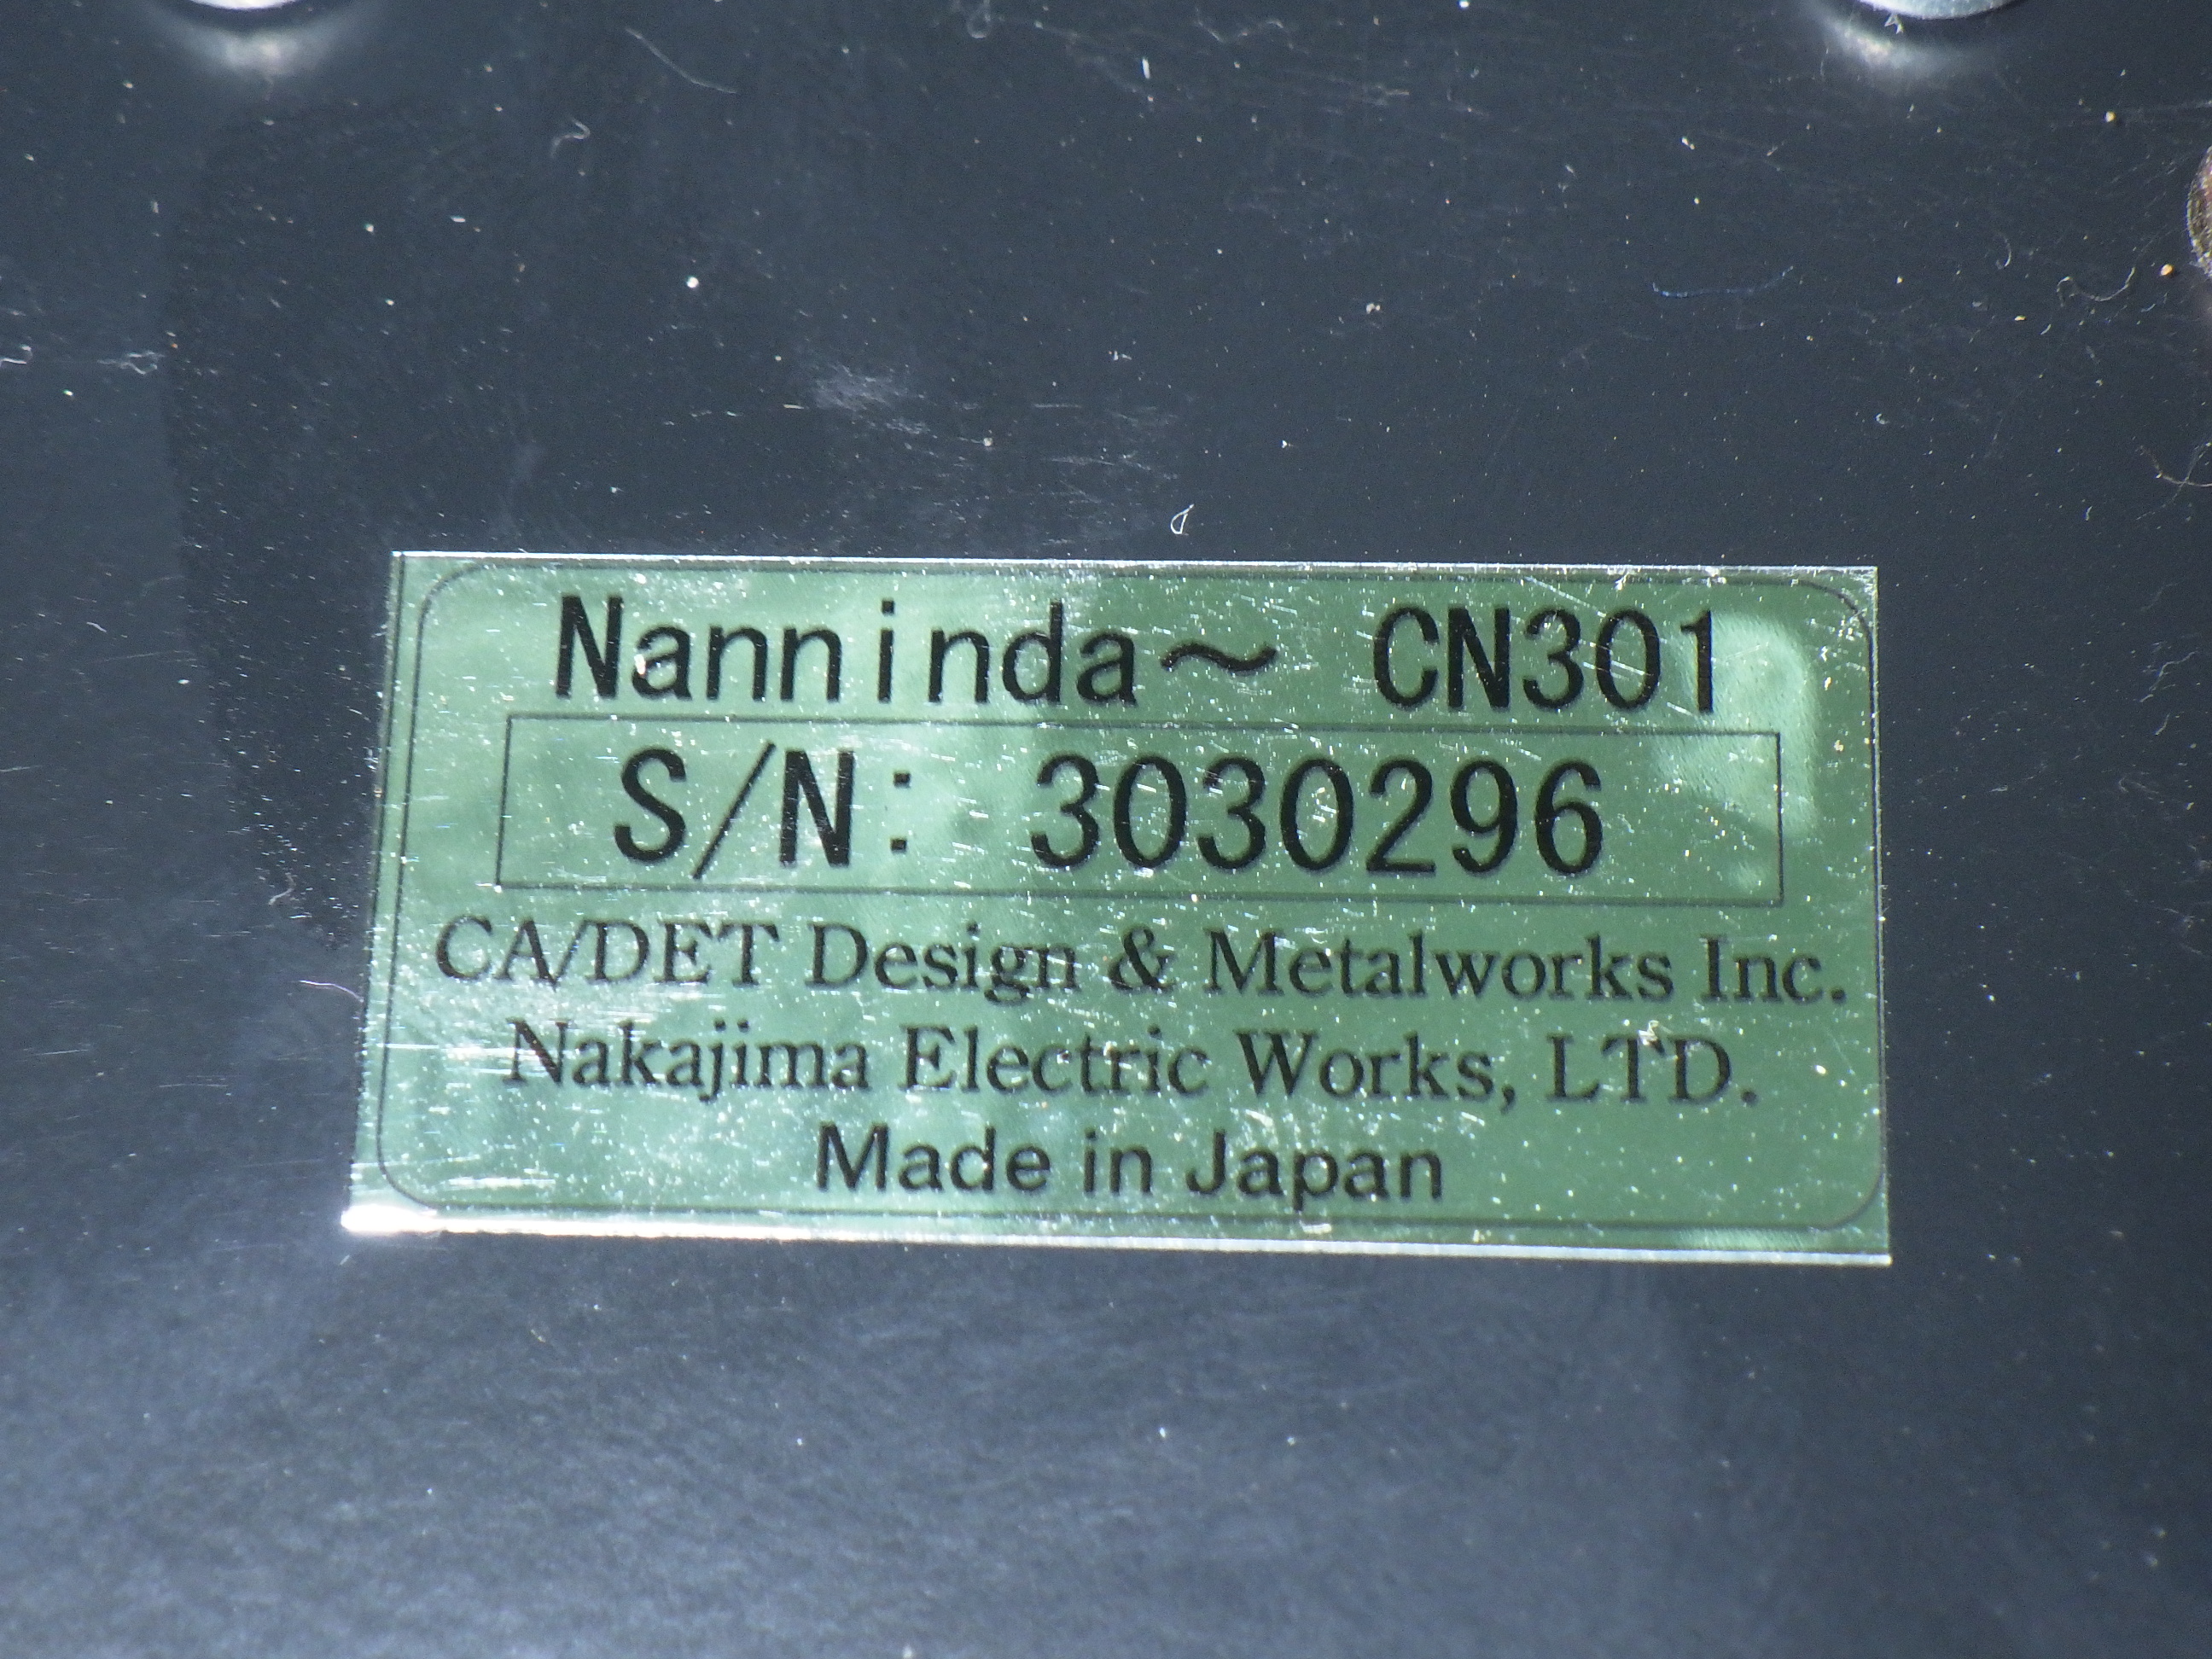 Nanninda～ CN301
S/N: 3030296
CA/DET Design & Metalworks Inc.
Nakajima Electric Works, LTD.
Made in Japan